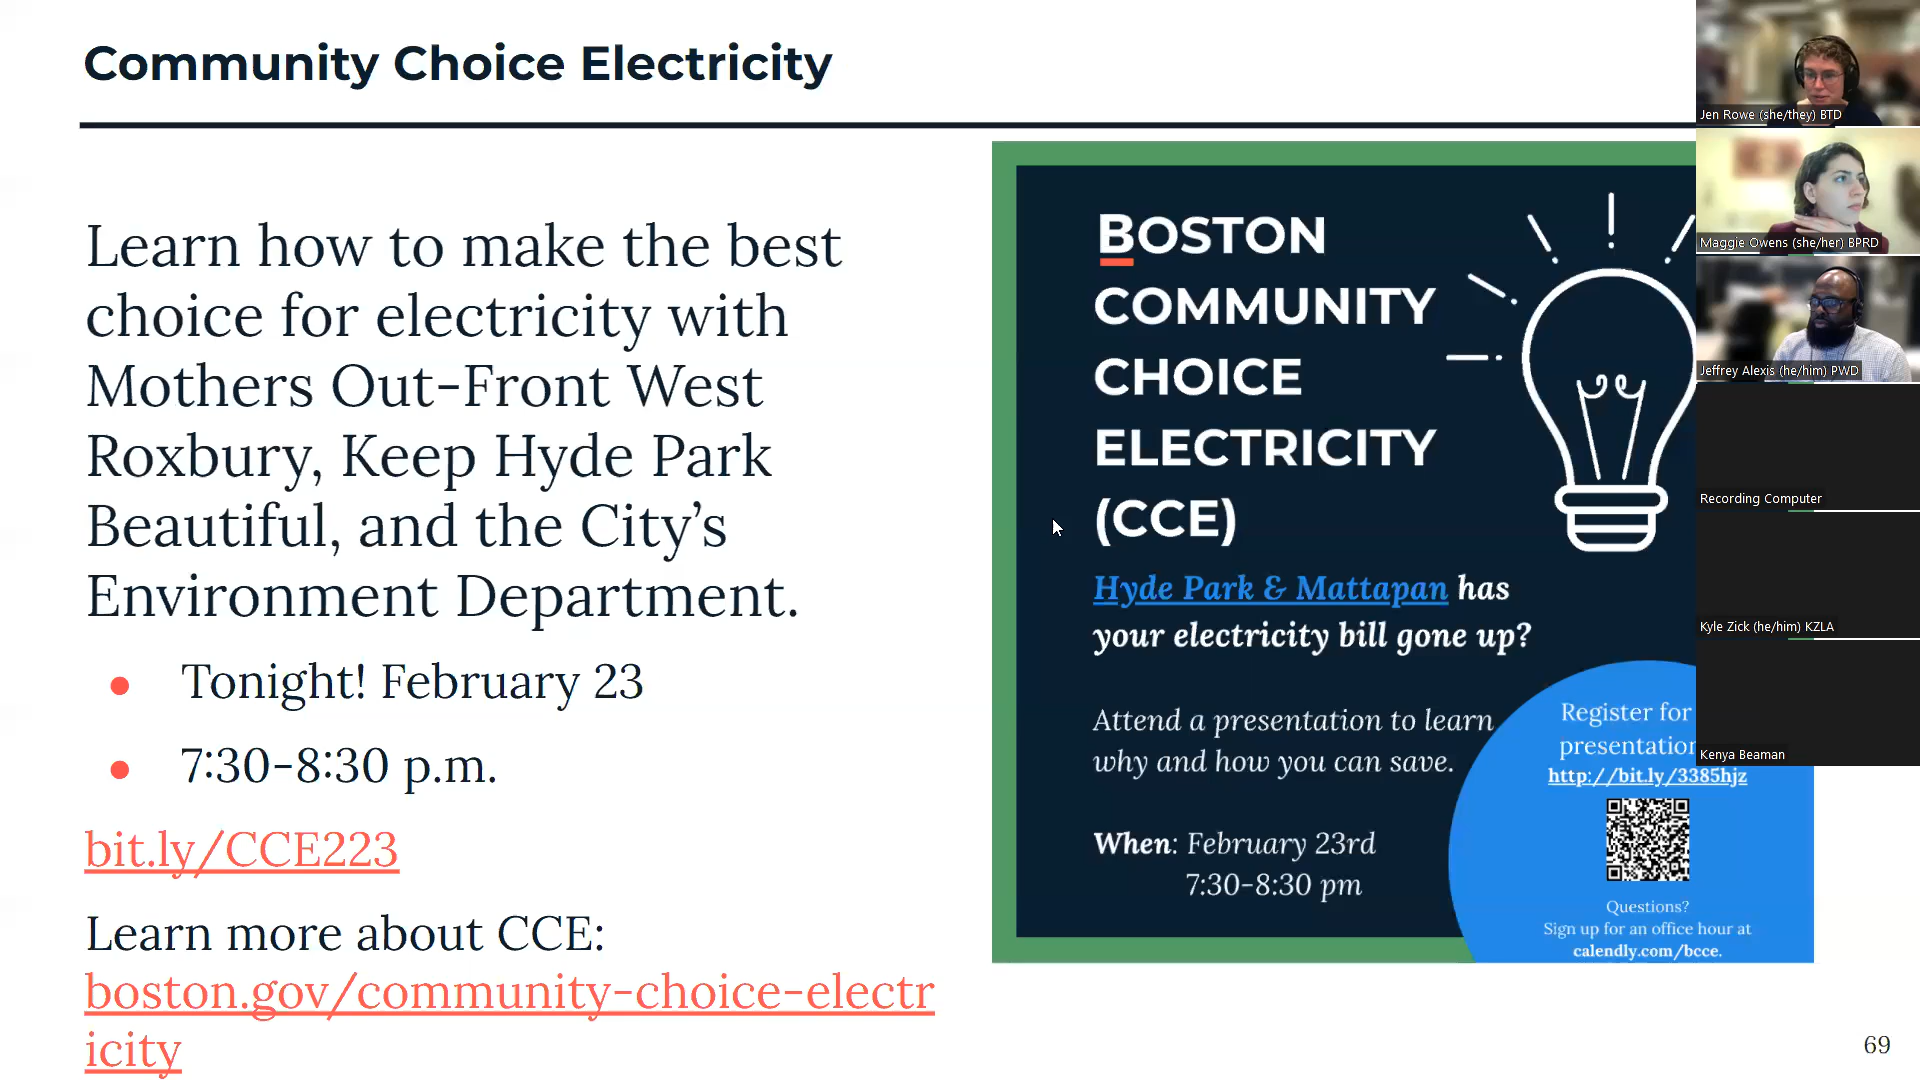 Community Choice Electricity
Learn how to make the best
choice for electricity with
Mothers Out-Front West
Roxbury, Keep Hyde Park
Beautiful, and the City’s
Environment Department.
Tonight! February 23
7:30-8:30 p.m.
bit.ly/CCE223
Learn more about CCE:
boston.gov/community-choice-electr
icity
BOSTON
COMMUNITY
CHOICE
ELECTRICITY
(CCE)
Hyde Park & Mattapan has
your electricity bill gone up?
Attend a presentation to learn
why and how you can save.
When: February 23rd
7:30-8:30 pm
Register for
presentation
http://bit.ly/3385hjz
Questions?
Sign up for an office hour at
calendly.com/bcce.
Jen Rowe (she/they) BTD
Maggie Owens (she/her) BPRD
Jeffrey Alexis (he/him) PWD
Recording Computer
Kyle Zick (he/him) KZLA
Kenya Beaman
69